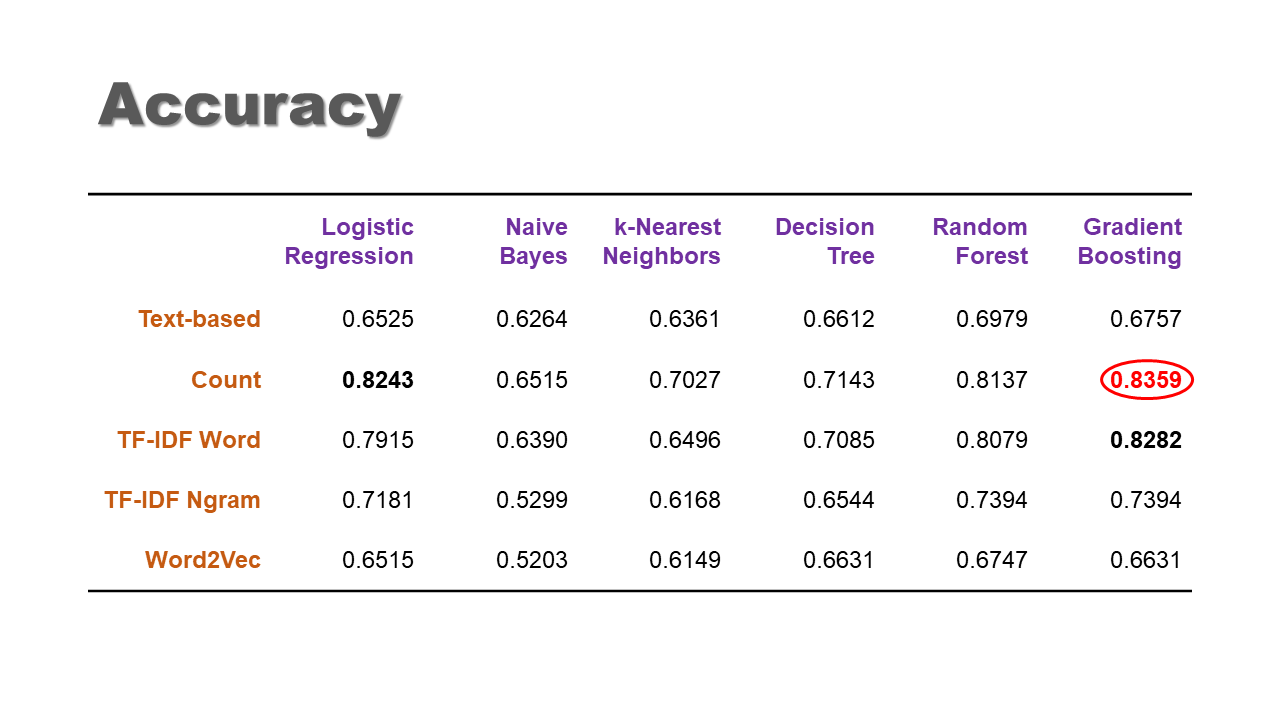 Accuracy
Logistic Regression Naive Bayes k-Nearest Neighbors Decision Tree Random Forest Gradient Boosting
Text-based 0.6525 0.6264 0.6361 0.6612 0.6979 0.6757
Count 0.8243 0.6515 0.7027 0.7143 0.8137 0.8359
TF-IDF Word 0.7915 0.6390 0.6496 0.7085 0.8079 0.8282
TF-IDF Ngram 0.7181 0.5299 0.6168 0.6544 0.7394 0.7394
Word2Vec 0.6515 0.5203 0.6149 0.6631 0.6747 0.6631